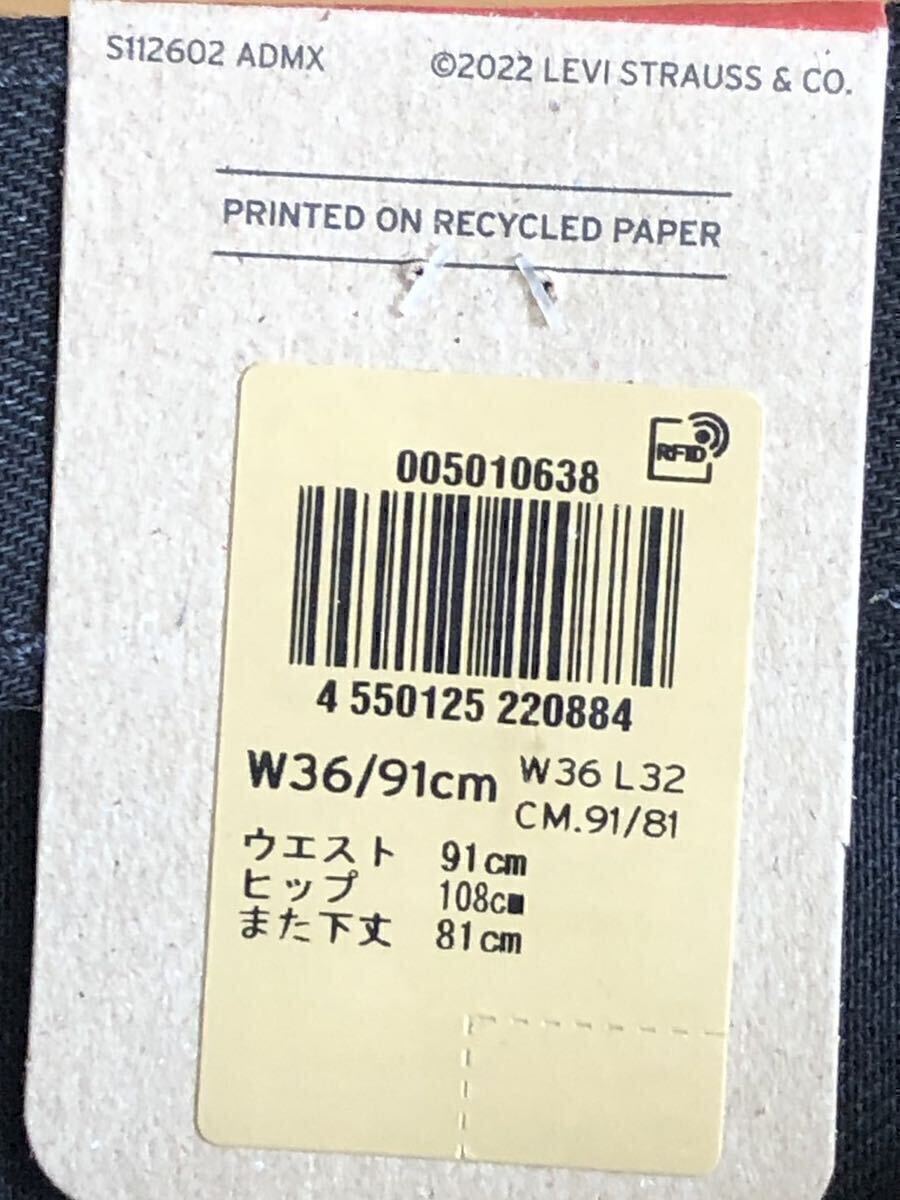 S112602 ADMX ©2022 LEVI STRAUSS & CO.
PRINTED ON RECYCLED PAPER
RFID
005010638
4 550125 220884
W36/91cm W36 L32
CM.91/81
ウエスト 91cm
ヒップ 108cm
また下丈 81cm